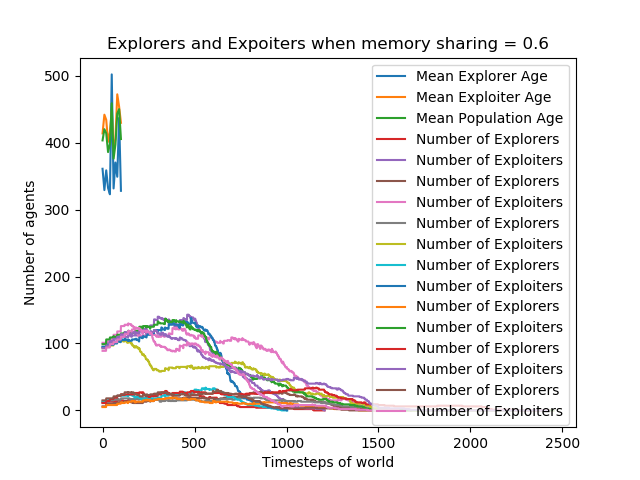 Explorers and Expoiters when memory sharing = 0.6
500
400
300
200
100
0
Number of agents
0
500
1000
1500
2000
2500
Timesteps of world
Mean Explorer Age
Mean Exploiter Age
Mean Population Age
Number of Explorers
Number of Exploiters
Number of Explorers
Number of Exploiters
Number of Explorers
Number of Exploiters
Number of Explorers
Number of Exploiters
Number of Explorers
Number of Exploiters
Number of Explorers
Number of Exploiters
Number of Explorers
Number of Exploiters